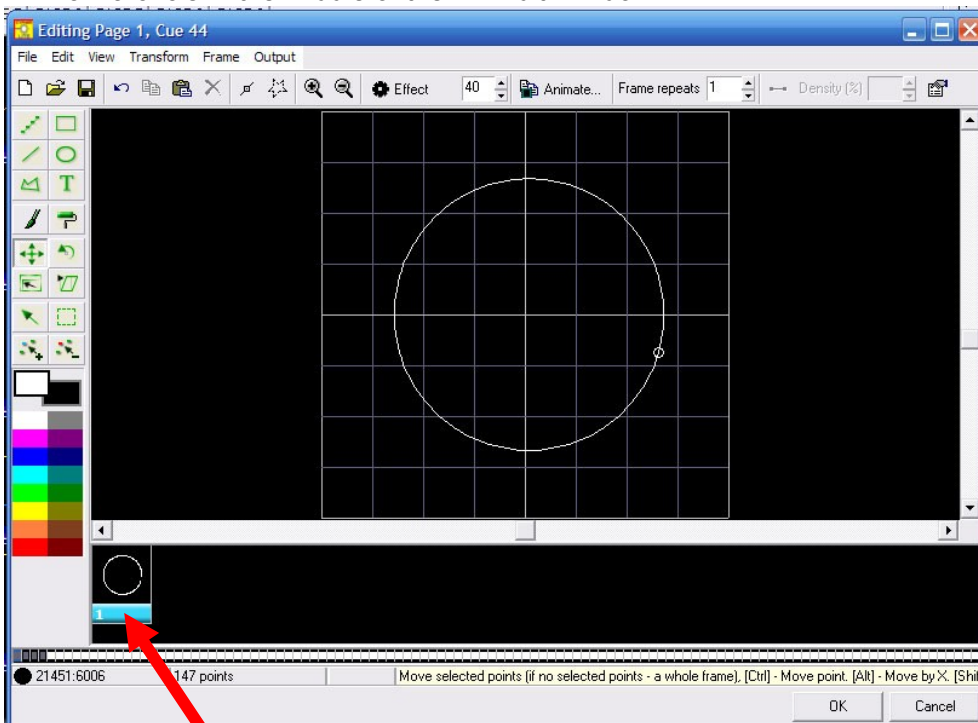 Editing Page 1, Cue 44
File Edit View Transform Frame Output
Effect 40 Animate... Frame repeats 1 Density (%)
T
1
21451:6006 147 points Move selected points (if no selected points - a whole frame), [Ctrl] - Move point. [Alt] - Move by X. [Shi
OK Cancel